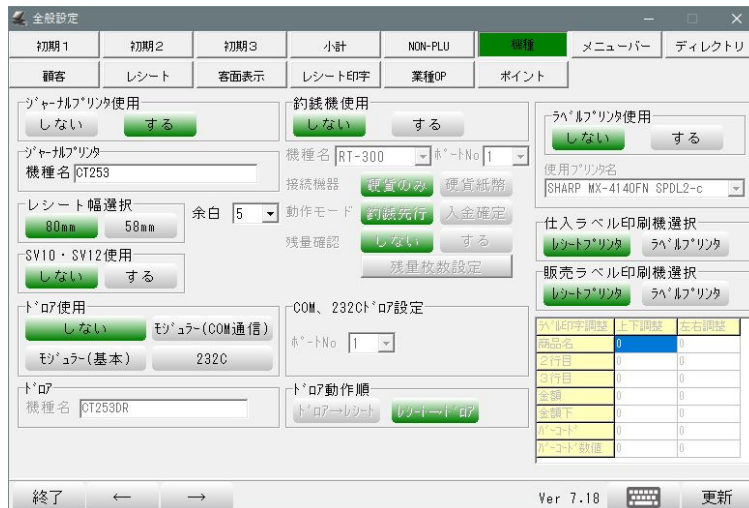 全般設定
初期1 初期2 初期3 小計 NON-PLU 機種 メニューバー ディレクトリ
顧客 レシート 客面表示 レシート印字 業種OP ポイント
ジャーナルプリンタ使用
しない する
ジャーナルプリンタ
機種名 CT253
レシート幅選択
80mm 58mm
余白 5
SV10・SV12使用
しない する
ドロア使用
しない モジュラー(COM通信)
モジュラー(基本) 232C
ドロア
機種名 CT253DR
釣銭機使用
しない する
機種名 RT-300 ポートNo 1
接続機器 硬貨のみ 硬貨紙幣
動作モード 釣銭先行 入金確定
残量確認 しない する
残量枚数設定
COM、232Cドロア設定
ポートNo 1
ドロア動作順
ドロア→レシート レシート→ドロア
ラベルプリンタ使用
しない する
使用プリンタ名
SHARP MX-4140FN SPDL2-c
仕入ラベル印刷機選択
レシートプリンタ ラベルプリンタ
販売ラベル印刷機選択
レシートプリンタ ラベルプリンタ
ラベル印字調整 上下調整 左右調整
商品名 0 0
2行目 0 0
3行目 0 0
金額 0 0
金額下 0 0
バーコード 0 0
バーコード数値 0 0
終了 ← → Ver 7.18 更新